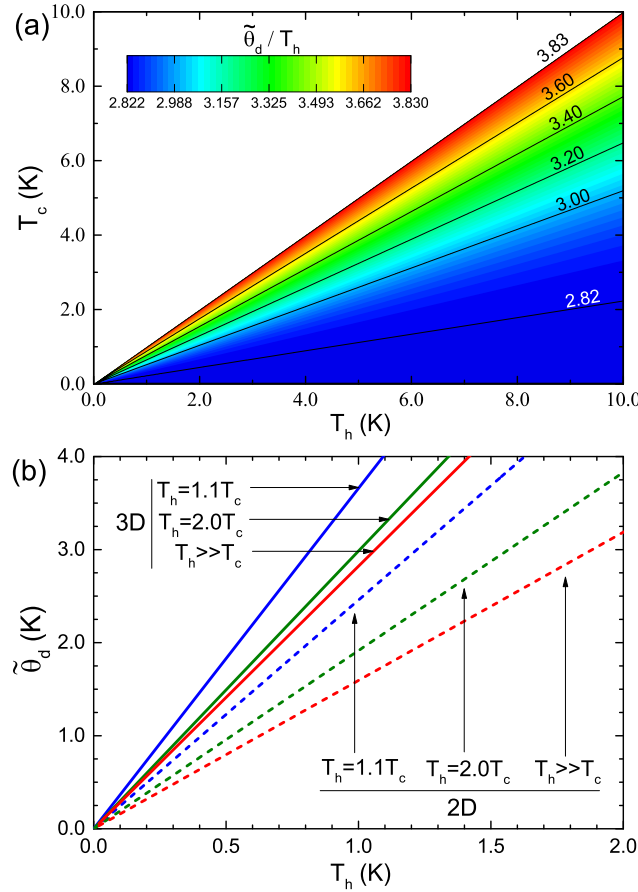 (a)
θ̃d / Th
2.822 2.988 3.157 3.325 3.493 3.662 3.830
3.83
3.60
3.40
3.20
3.00
2.82
10.0
8.0
6.0
4.0
2.0
0.0
Tc (K)
0.0 2.0 4.0 6.0 8.0 10.0
Th (K)
(b)
4.0
3.0
2.0
1.0
0.0
θ̃d (K)
3D
Th=1.1Tc
Th=2.0Tc
Th>>Tc
Th=1.1Tc Th=2.0Tc Th>>Tc
2D
0.0 0.5 1.0 1.5 2.0
Th (K)